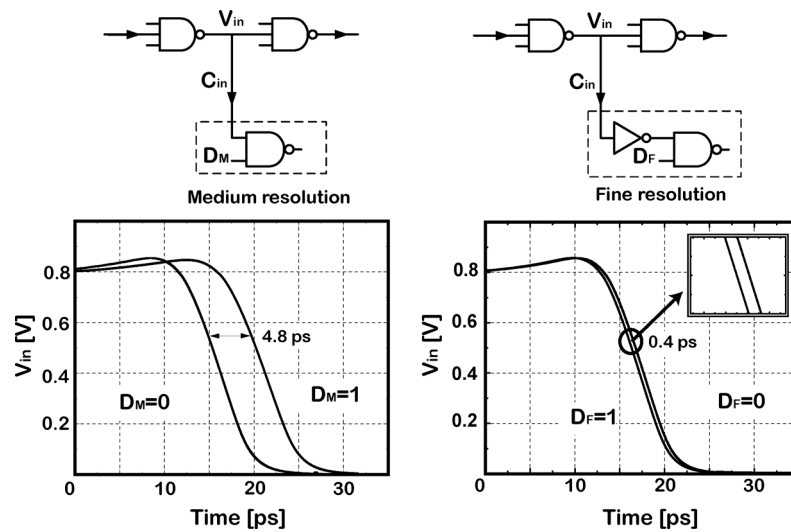 Vin
Cin
DM
Medium resolution
Vin
Cin
DF
Fine resolution
Vin [V]
0.8
0.6
0.4
0.2
4.8 ps
DM=0
DM=1
0
10
20
30
Time [ps]
Vin [V]
0.8
0.6
0.4
0.2
0.4 ps
DF=1
DF=0
0
10
20
30
Time [ps]